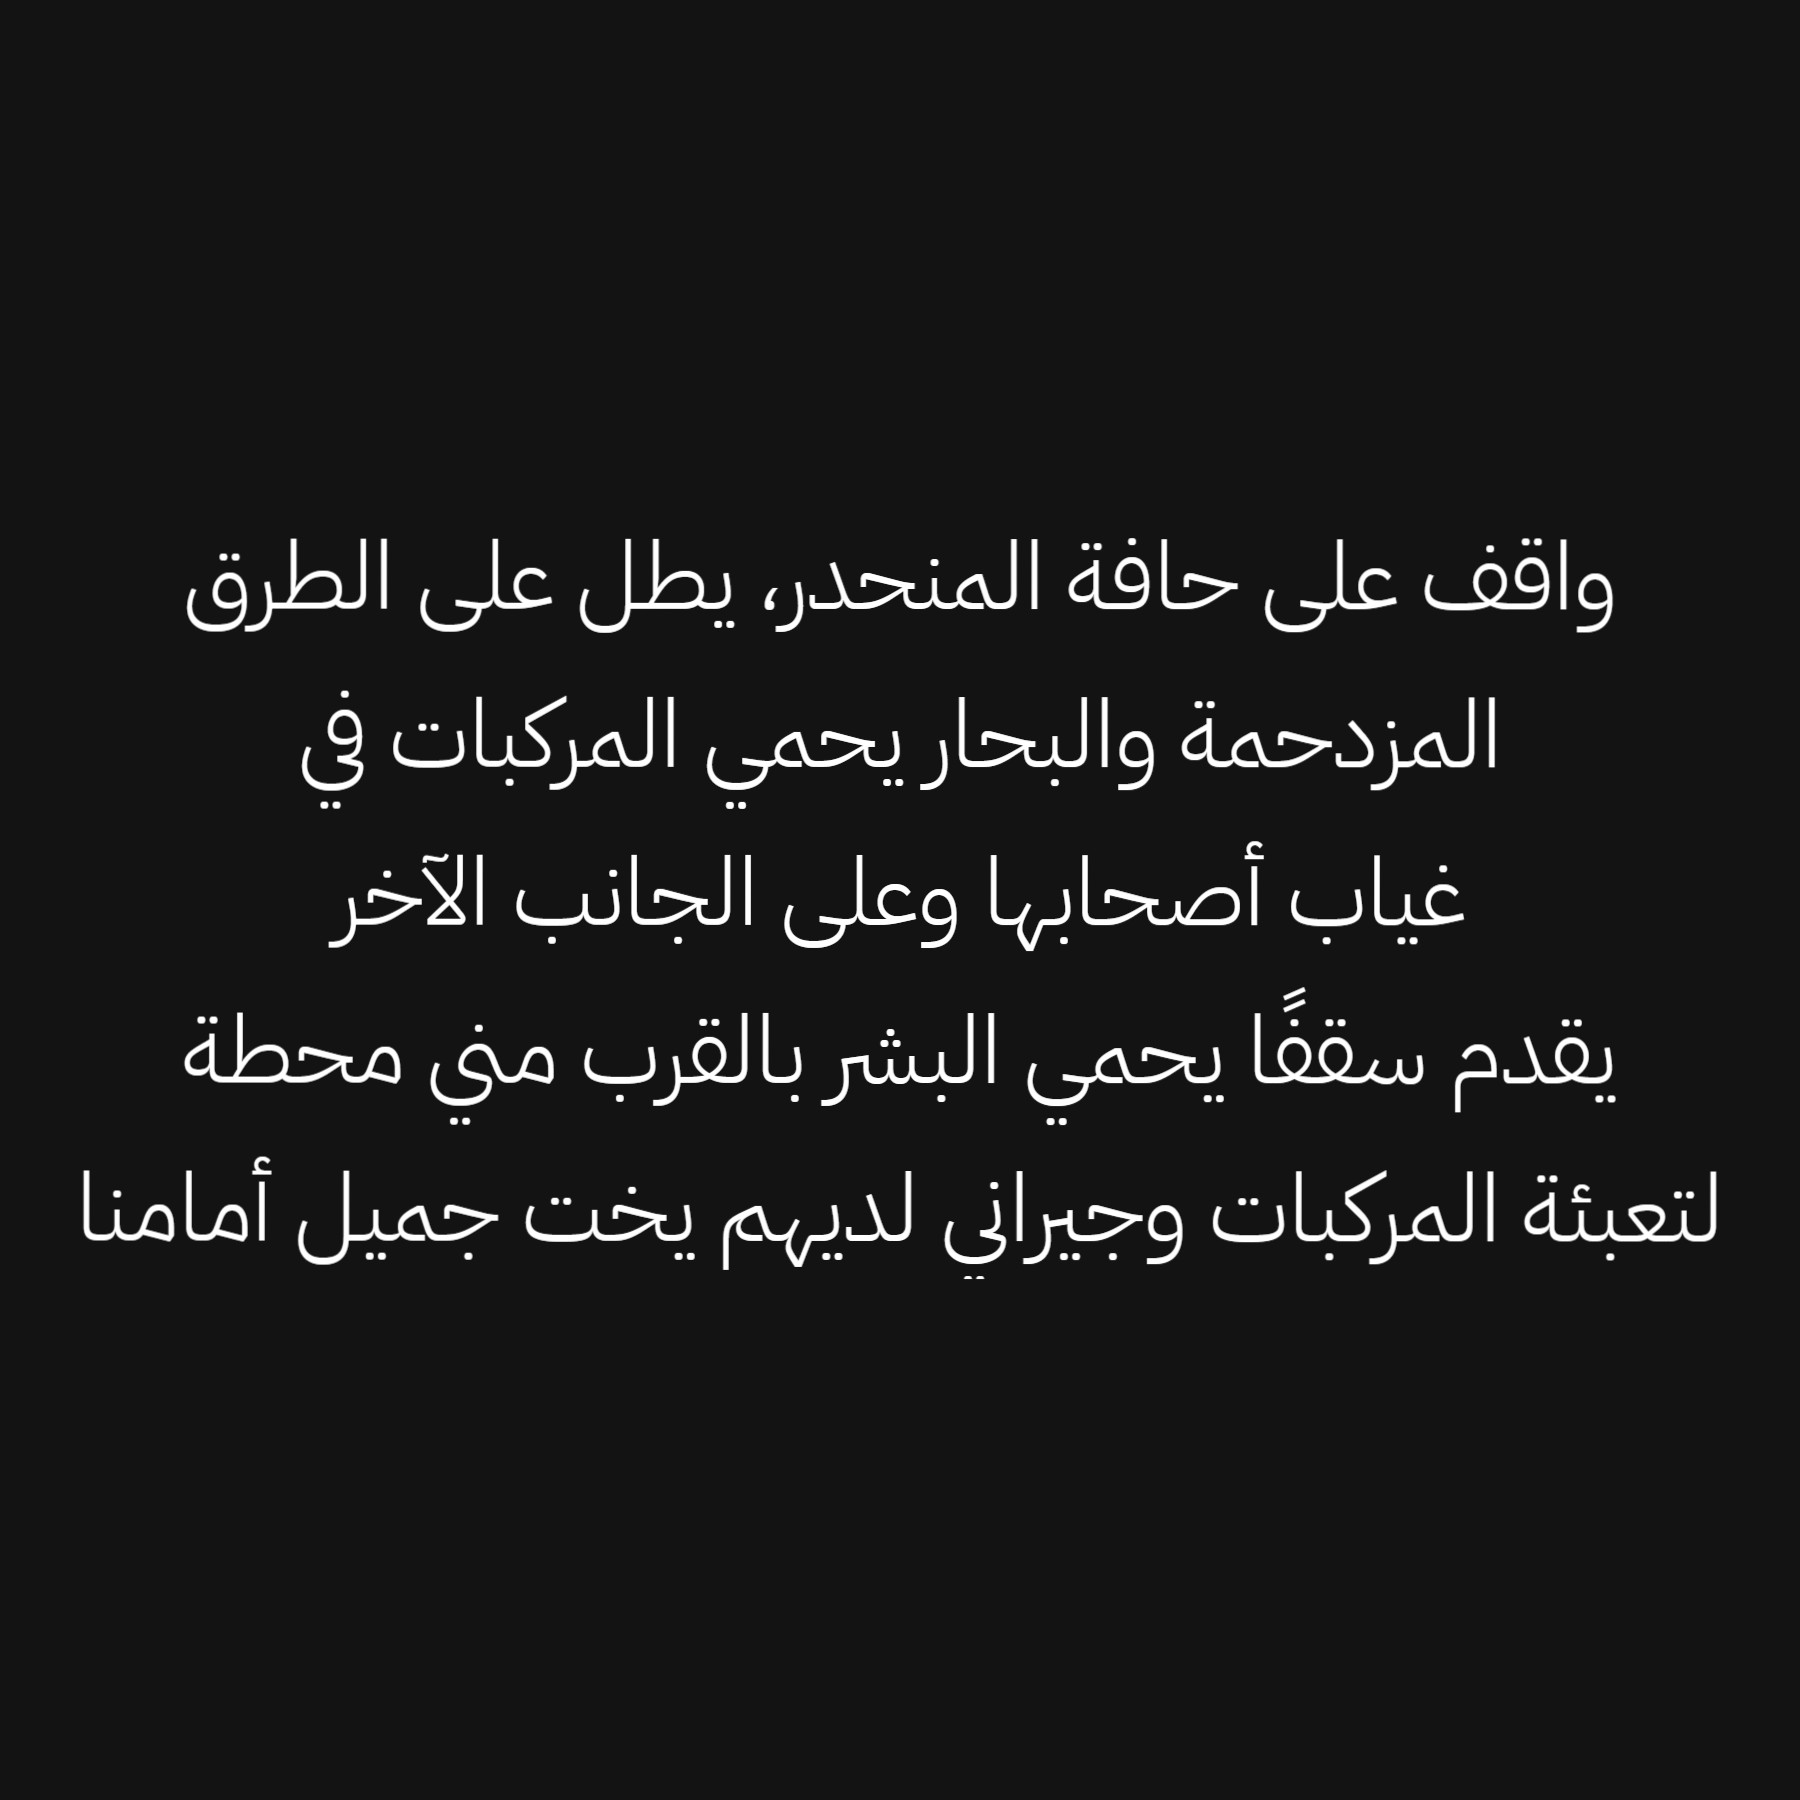 واقف على حافة المنحدر، يطل على الطرق
المزدحمة والبحار يحمي المركبات في
غياب أصحابها وعلى الجانب الآخر
يقدم سقفًا يحمي البشر بالقرب مني محطة
لتعبئة المركبات وجيراني لديهم يخت جميل أمامنا